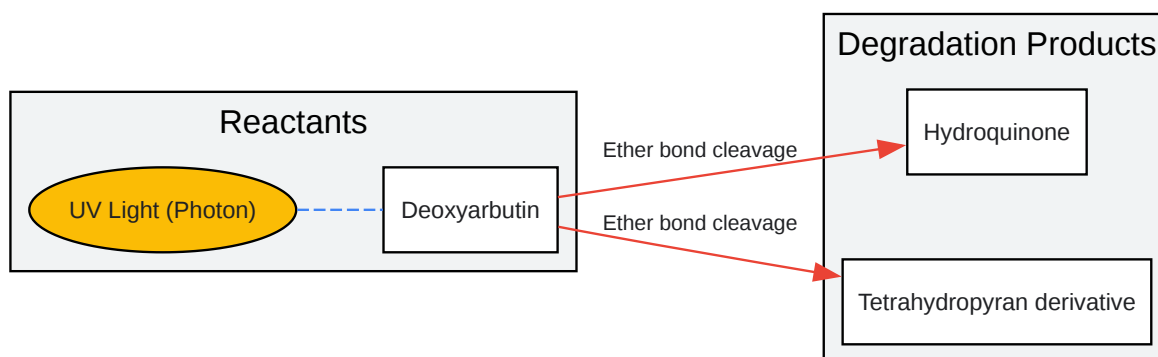 Reactants
UV Light (Photon)
Deoxyarbutin
Ether bond cleavage
Ether bond cleavage
Degradation Products
Hydroquinone
Tetrahydropyran derivative